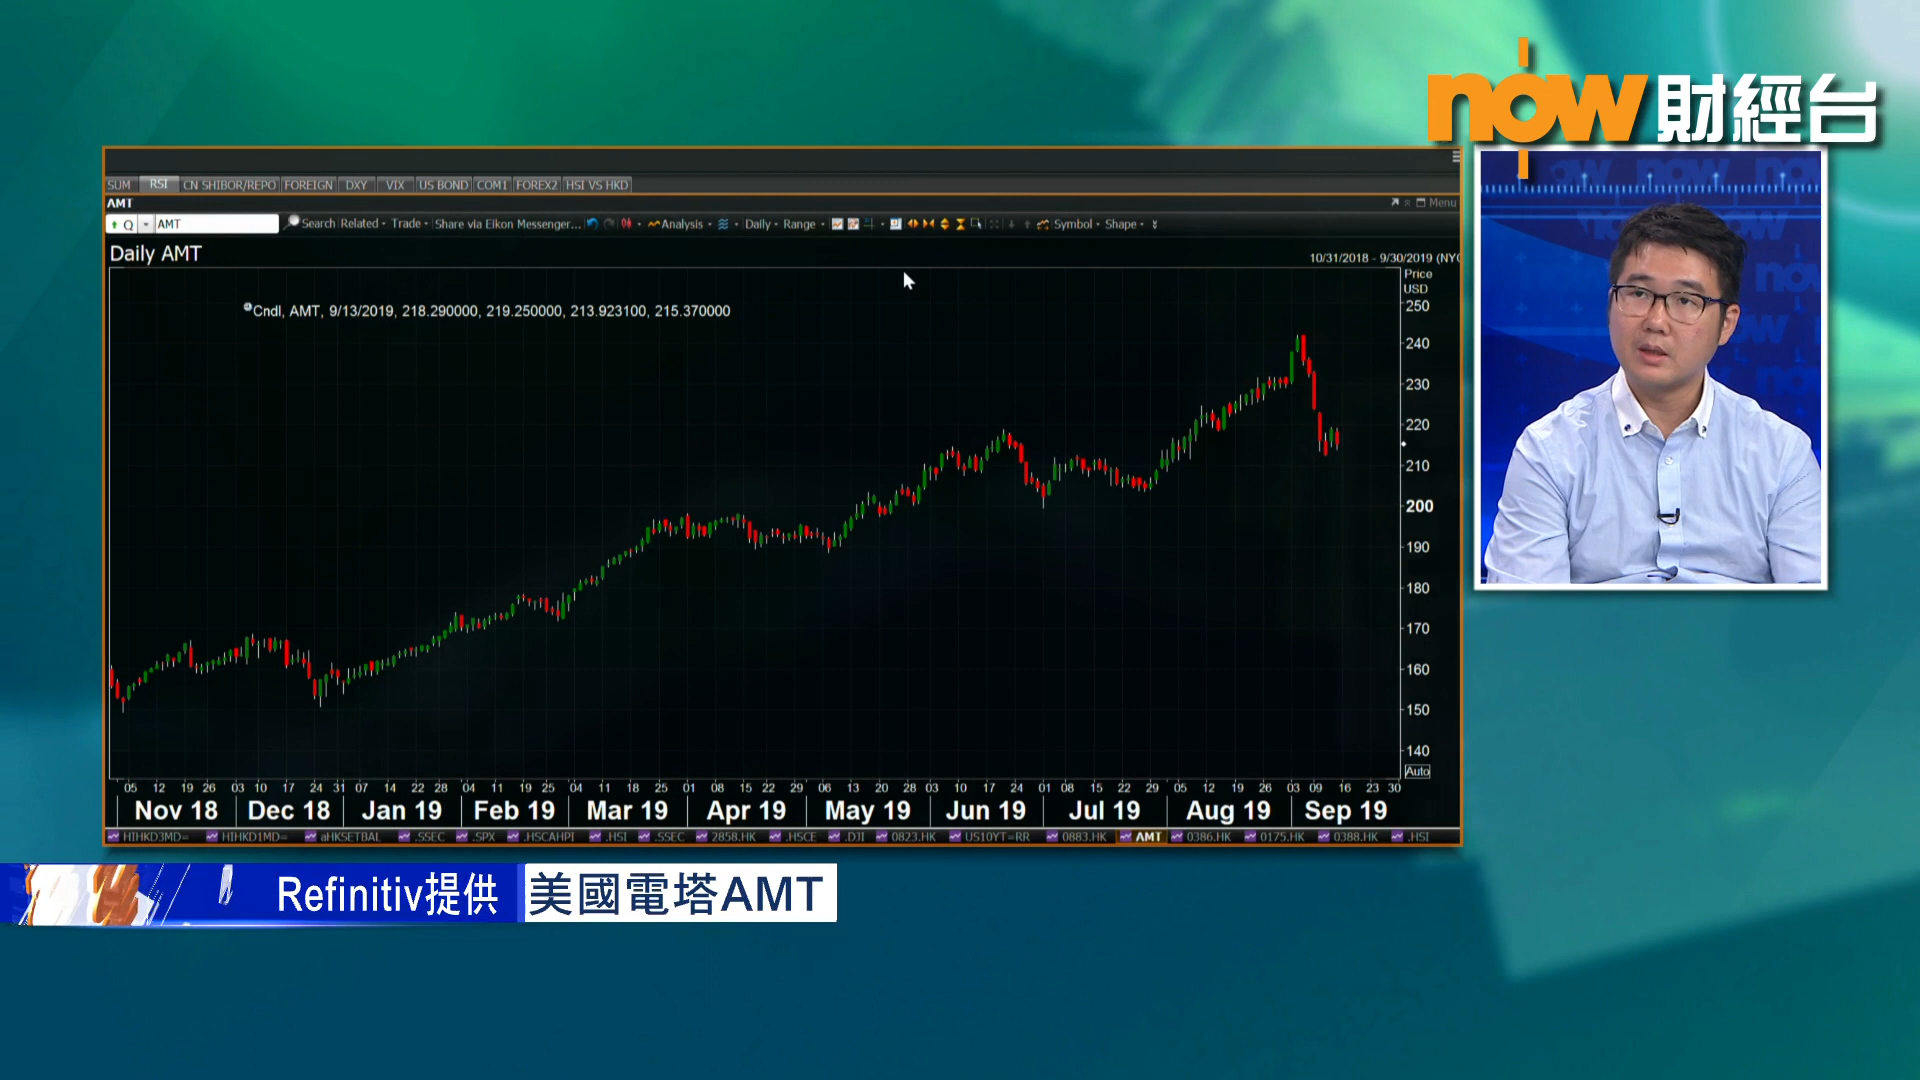 now 財經台
SUM RSI CN SHIBOR/REPO FOREIGN DXY VIX US BOND COM1 FOREX2 HSI VS HKD
AMT
Menu
Q AMT Search Related Trade Share via Eikon Messenger... Analysis Daily Range Symbol Shape
Daily AMT
10/31/2018 - 9/30/2019 (NYC
Price
USD
Cndl, AMT, 9/13/2019, 218.290000, 219.250000, 213.923100, 215.370000
250
240
230
220
210
200
190
180
170
160
150
140
Auto
05 12 19 26 03 10 17 24 31 07 14 22 28 04 11 19 25 04 11 18 25 01 08 15 22 29 06 13 20 28 03 10 17 24 01 08 15 22 29 05 12 19 26 03 09 16 23 30
Nov 18 Dec 18 Jan 19 Feb 19 Mar 19 Apr 19 May 19 Jun 19 Jul 19 Aug 19 Sep 19
HIHKD3MD= HIHKD1MD= aHKSETBAL .SSEC .SPX .HSCAHPI .HSI .SSEC 2858.HK .HSCE .DJI 0823.HK US10YT=RR 0883.HK AMT 0386.HK 0175.HK 0388.HK .HSI
Refinitiv提供 美國電塔AMT